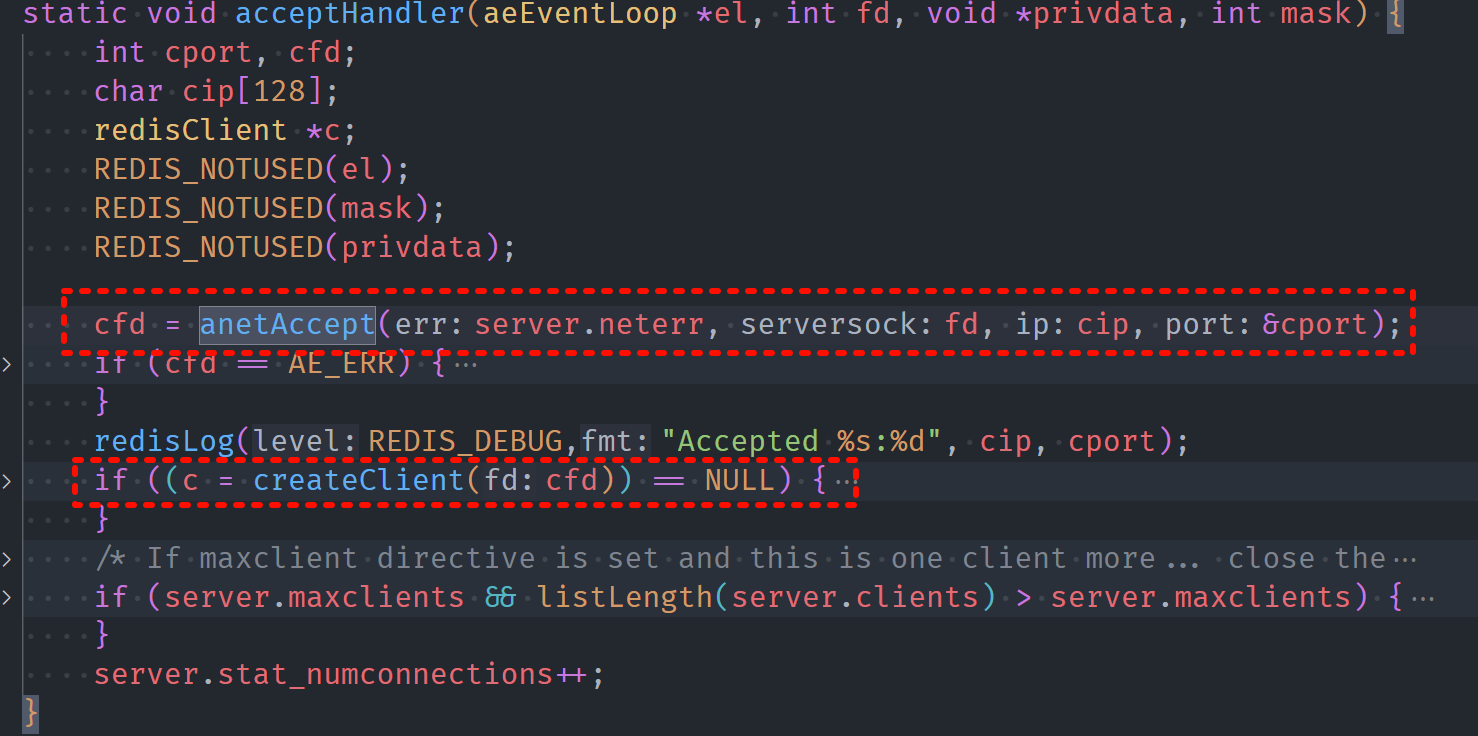 static void acceptHandler(aeEventLoop *el, int fd, void *privdata, int mask) {
    int cport, cfd;
    char cip[128];
    redisClient *c;
    REDIS_NOTUSED(el);
    REDIS_NOTUSED(mask);
    REDIS_NOTUSED(privdata);
    cfd = anetAccept(err: server.neterr, serversock: fd, ip: cip, port: &cport);
    if (cfd == AE_ERR) {…
    }
    redisLog(level: REDIS_DEBUG,fmt: "Accepted %s:%d", cip, cport);
    if ((c = createClient(fd: cfd)) == NULL) {…
    }
    /* If maxclient directive is set and this is one client more... close the…
    if (server.maxclients && listLength(server.clients) > server.maxclients) {…
    }
    server.stat_numconnections++;
}